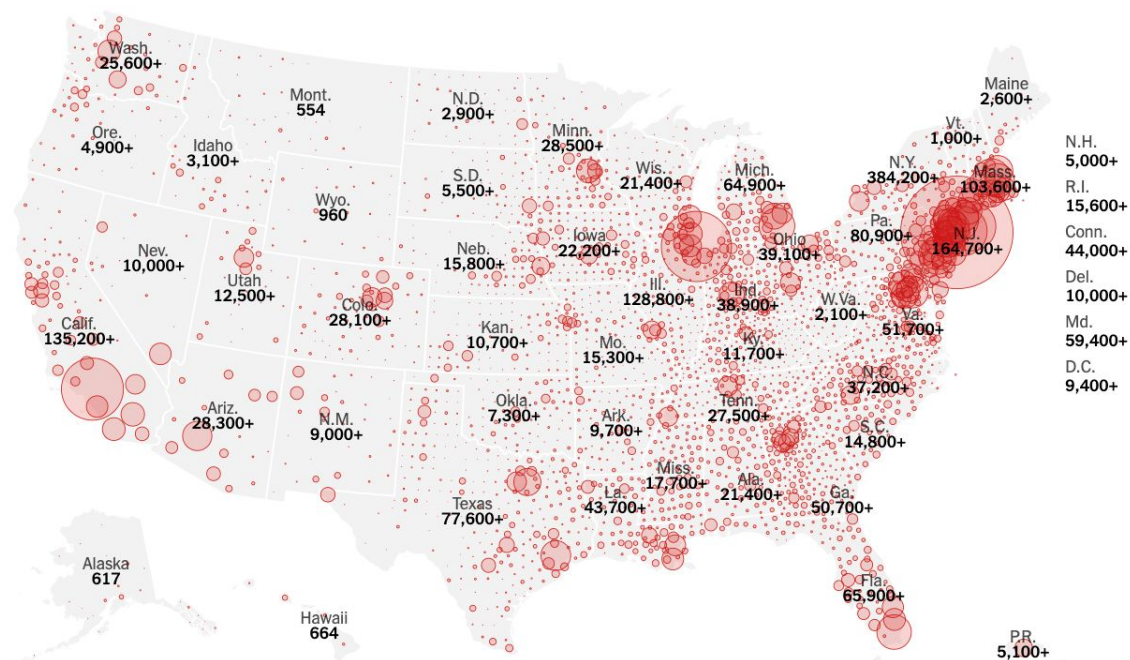 Wash.
25,600+
Mont.
554
N.D.
2,900+
Minn.
28,500+
Maine
2,600+
Ore.
4,900+
Idaho
3,100+
Vt.
1,000+
Wis.
21,400+
Mich.
64,900+
N.Y.
384,200+
Mass.
103,600+
N.H.
5,000+
R.I.
15,600+
S.D.
5,500+
Wyo.
960
Pa.
80,900+
N.J.
164,700+
Conn.
44,000+
Nev.
10,000+
Neb.
15,800+
Iowa
22,200+
Ohio
39,100+
Del.
10,000+
Utah
12,500+
Colo.
28,100+
Ill.
128,800+
Ind.
38,900+
W.Va.
2,100+
Va.
51,700+
Md.
59,400+
Calif.
135,200+
Kan.
10,700+
Mo.
15,300+
Ky.
11,700+
N.C.
37,200+
D.C.
9,400+
Ariz.
28,300+
N.M.
9,000+
Okla.
7,300+
Ark.
9,700+
Tenn.
27,500+
S.C.
14,800+
Texas
77,600+
La.
43,700+
Miss.
17,700+
Ala.
21,400+
Ga.
50,700+
Alaska
617
Hawaii
664
Fla.
65,900+
P.R.
5,100+